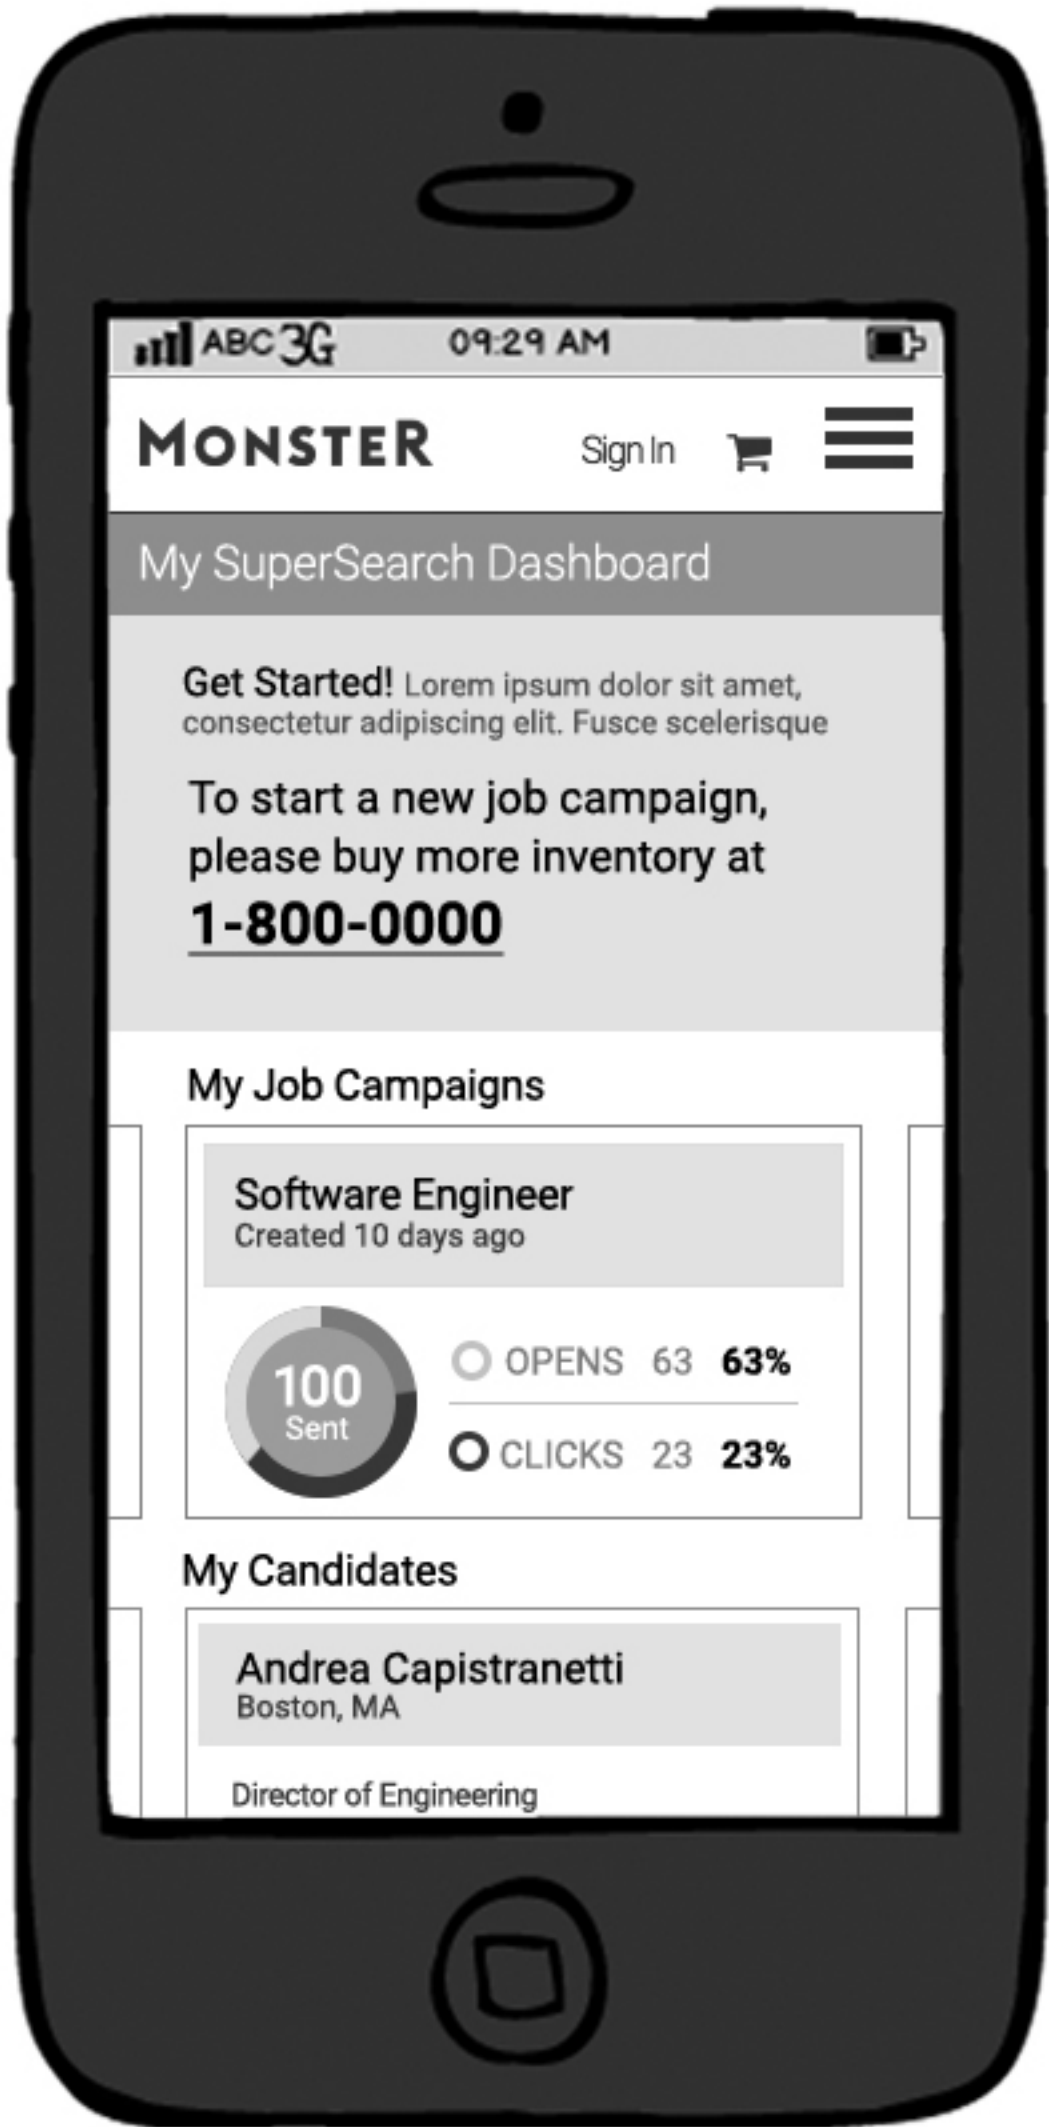 ABC 3G 09:29 AM
MONSTER Sign In
My SuperSearch Dashboard
Get Started! Lorem ipsum dolor sit amet,
consectetur adipiscing elit. Fusce scelerisque
To start a new job campaign,
please buy more inventory at
1-800-0000
My Job Campaigns
Software Engineer
Created 10 days ago
100
Sent
OPENS 63 63%
CLICKS 23 23%
My Candidates
Andrea Capistranetti
Boston, MA
Director of Engineering